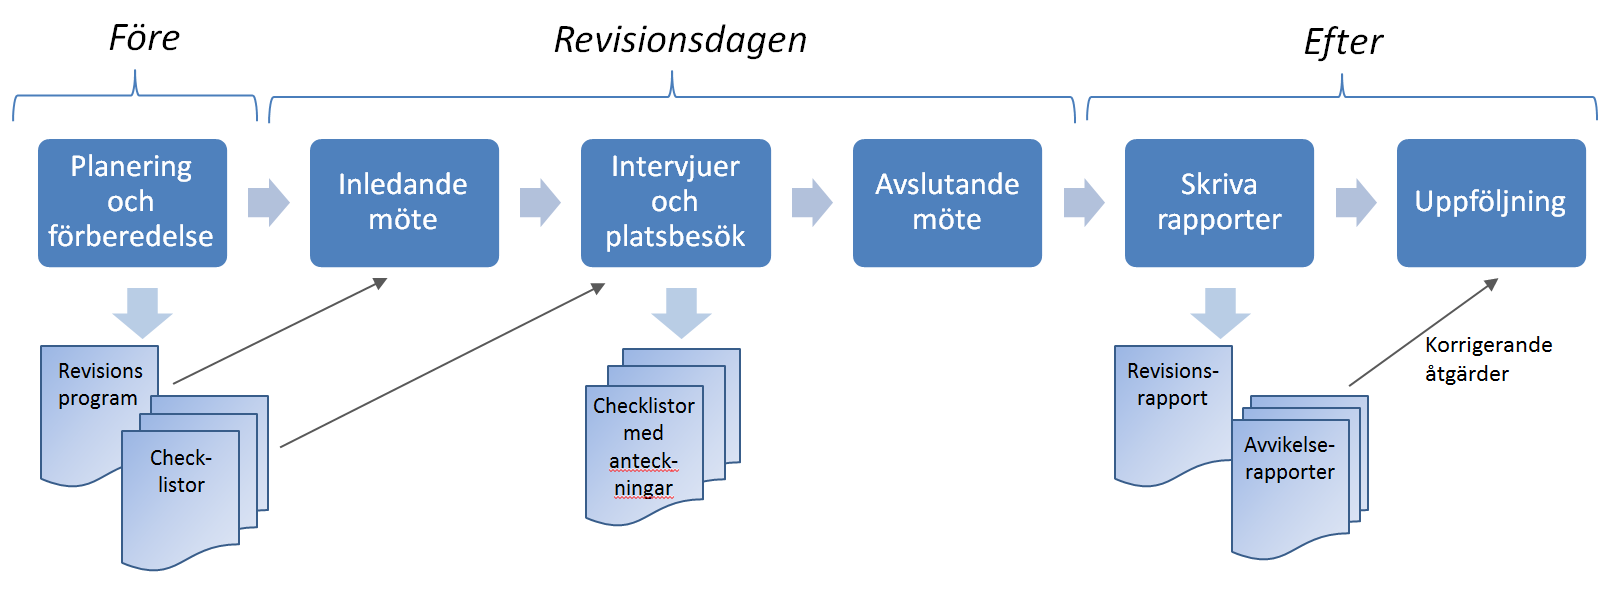 Före
Revisionsdagen
Efter
Planering
och
förberedelse
Inledande
möte
Intervjuer
och
platsbesök
Avslutande
möte
Skriva
rapporter
Uppföljning
Revisions
program
Check-
listor
Checklistor
med
anteck-
ningar
Revisions-
rapport
Avvikelse-
rapporter
Korrigerande
åtgärder